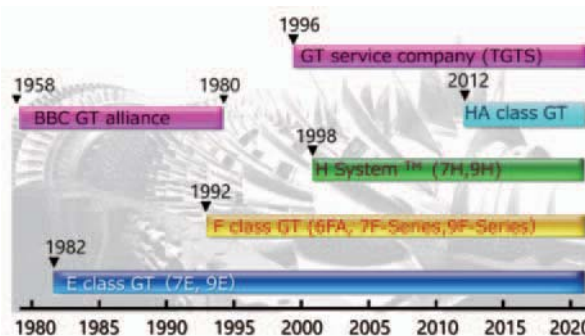 1996
GT service company (TGTS)
1958
1980
2012
BBC GT alliance
HA class GT
1998
H System ™ (7H,9H)
1992
F class GT (6FA, 7F-Series,9F-Series)
1982
E class GT (7E, 9E)
1980 1985 1990 1995 2000 2005 2010 2015